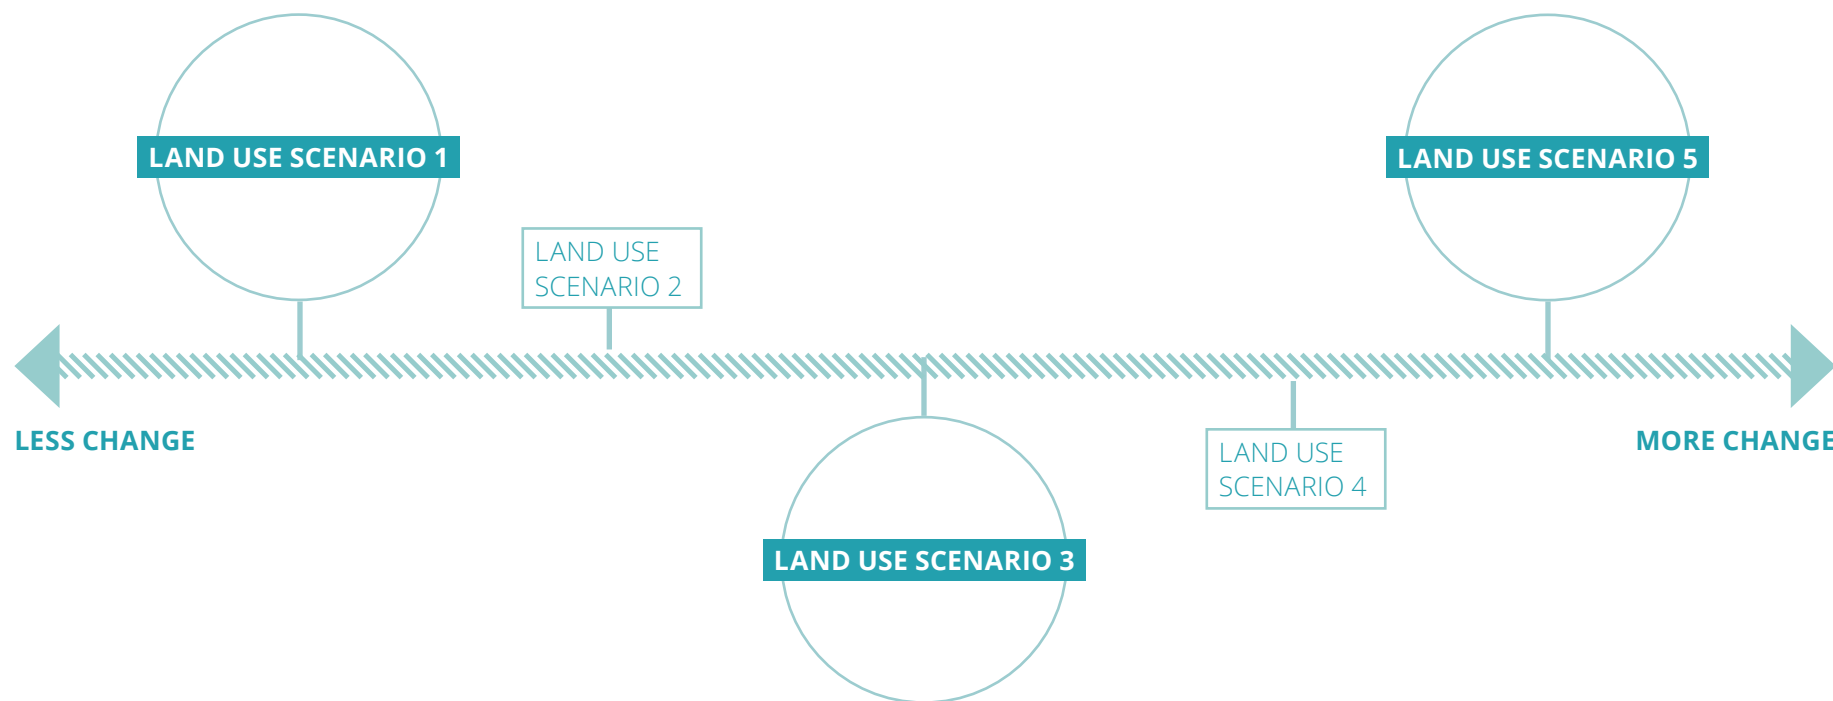 LAND USE SCENARIO 1
LAND USE SCENARIO 5
LAND USE
SCENARIO 2
LESS CHANGE
MORE CHANGE
LAND USE
SCENARIO 4
LAND USE SCENARIO 3